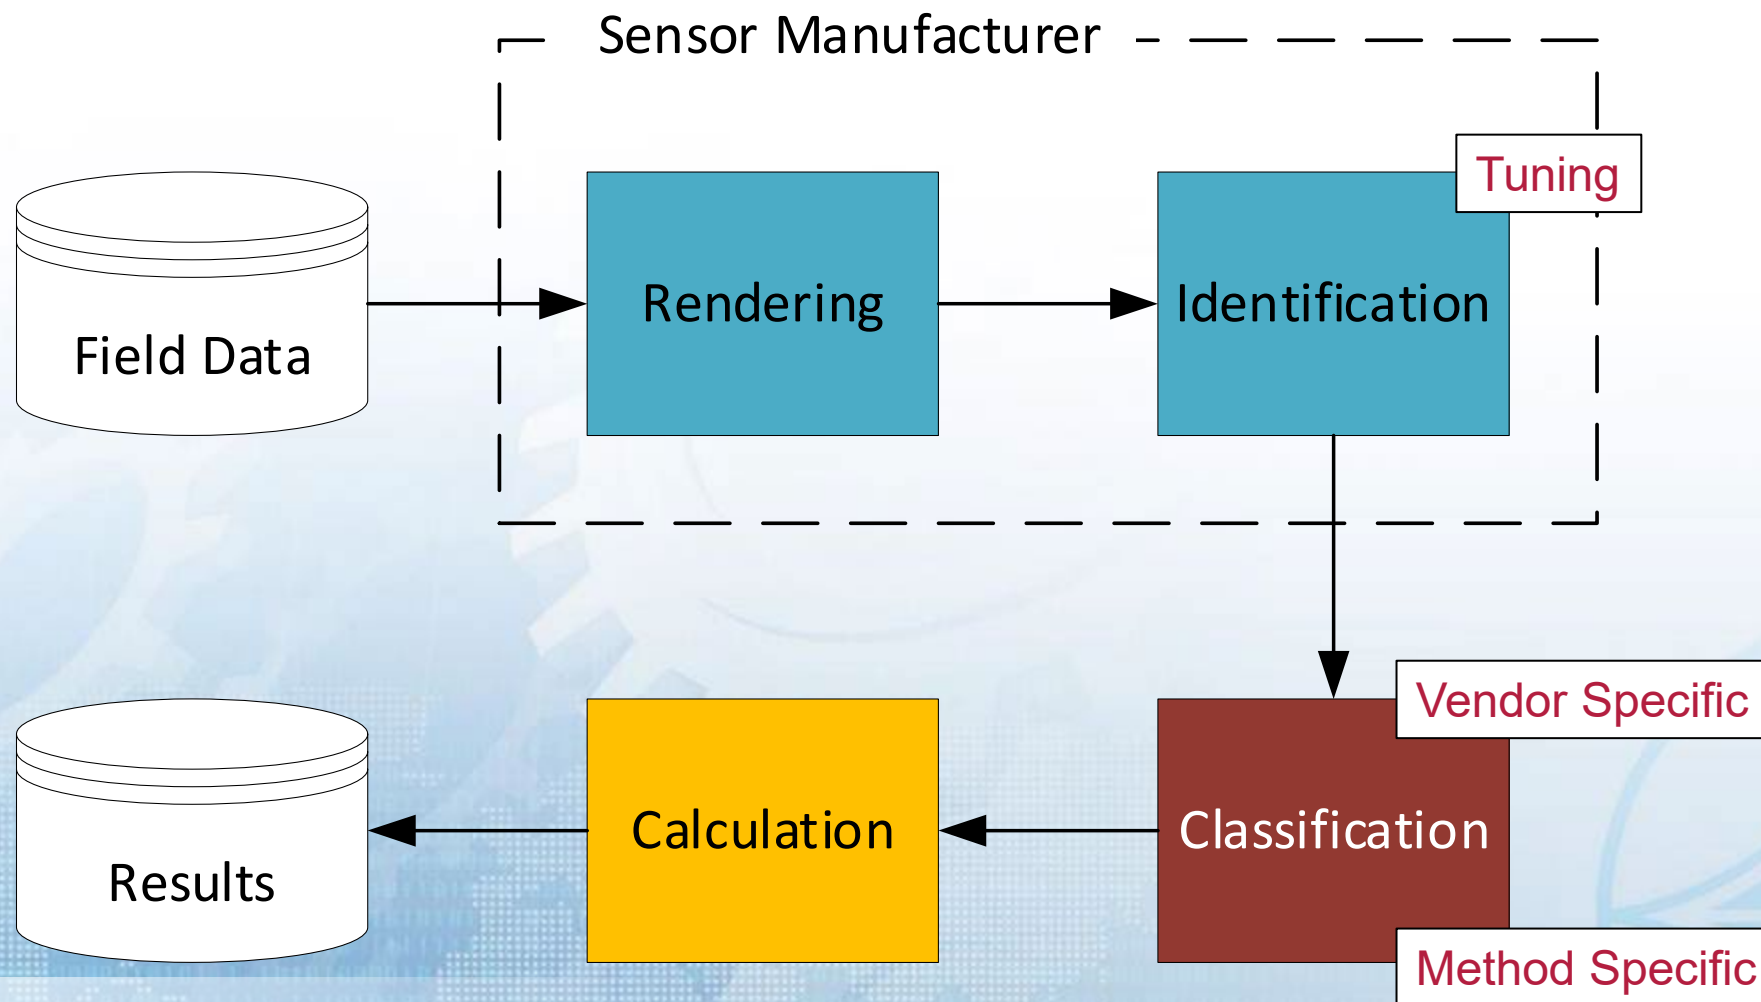 Sensor Manufacturer
Tuning
Field Data
Rendering
Identification
Vendor Specific
Results
Calculation
Classification
Method Specific